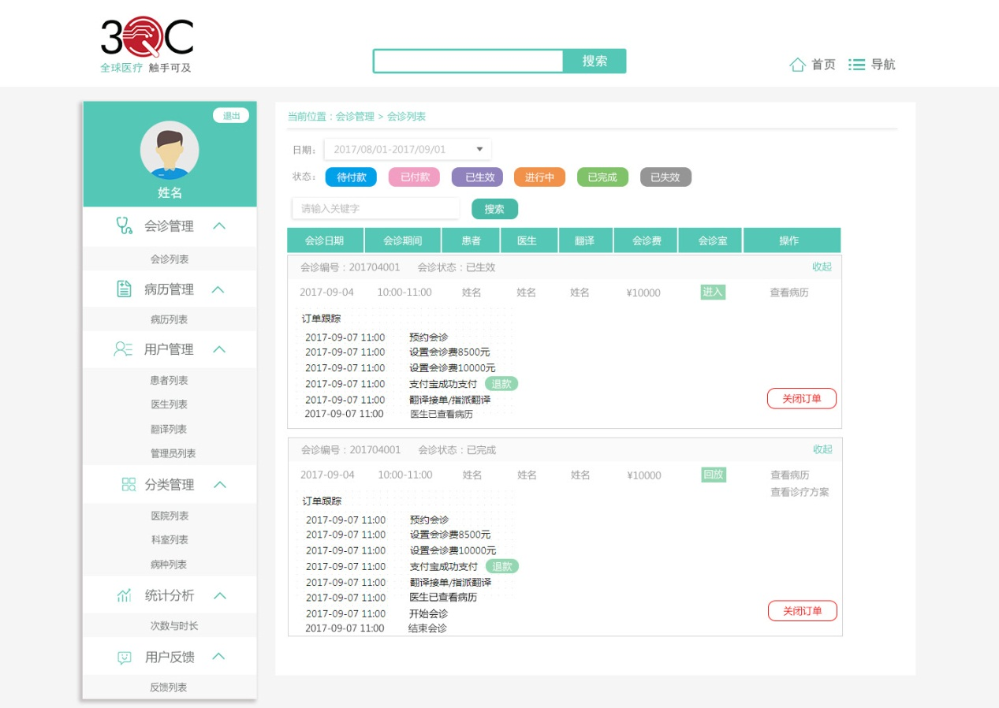 3QC
全球医疗 触手可及
搜索
首页 导航
退出
姓名
会诊管理
会诊列表
病历管理
病历列表
用户管理
患者列表
医生列表
翻译列表
管理员列表
分类管理
医院列表
科室列表
病种列表
统计分析
次数与时长
用户反馈
反馈列表
当前位置：会诊管理 > 会诊列表
日期： 2017/08/01-2017/09/01
状态： 待付款 已付款 已生效 进行中 已完成 已失效
请输入关键字 搜索
会诊日期 会诊期间 患者 医生 翻译 会诊费 会诊室 操作
会诊编号：201704001 会诊状态：已生效 收起
2017-09-04 10:00-11:00 姓名 姓名 姓名 ¥10000 进入 查看病历
订单跟踪
2017-09-07 11:00 预约会诊
2017-09-07 11:00 设置会诊费8500元
2017-09-07 11:00 设置会诊费10000元
2017-09-07 11:00 支付宝成功支付 退款
2017-09-07 11:00 翻译接单/指派翻译
2017-09-07 11:00 医生已查看病历
关闭订单
会诊编号：201704001 会诊状态：已完成 收起
2017-09-04 10:00-11:00 姓名 姓名 姓名 ¥10000 回放 查看病历
查看诊疗方案
订单跟踪
2017-09-07 11:00 预约会诊
2017-09-07 11:00 设置会诊费8500元
2017-09-07 11:00 设置会诊费10000元
2017-09-07 11:00 支付宝成功支付 退款
2017-09-07 11:00 翻译接单/指派翻译
2017-09-07 11:00 医生已查看病历
2017-09-07 11:00 开始会诊
2017-09-07 11:00 结束会诊
关闭订单